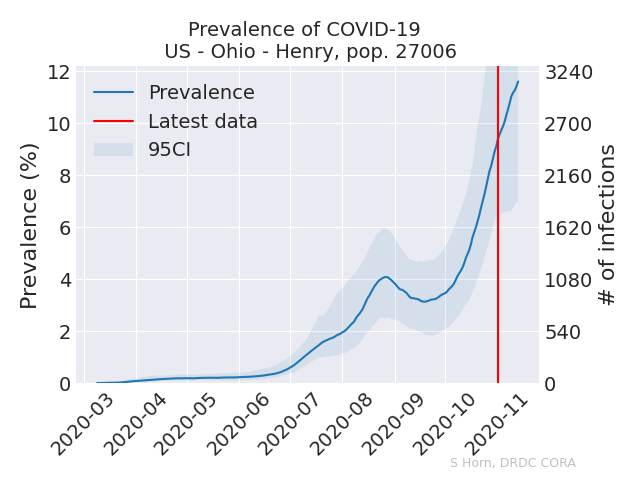 Prevalence of COVID-19
US - Ohio - Henry, pop. 27006
Prevalence
Latest data
95CI
Prevalence (%)
12
10
8
6
4
2
0
3240
2700
2160
1620
1080
540
0
# of infections
2020-03
2020-04
2020-05
2020-06
2020-07
2020-08
2020-09
2020-10
2020-11
S Horn, DRDC CORA